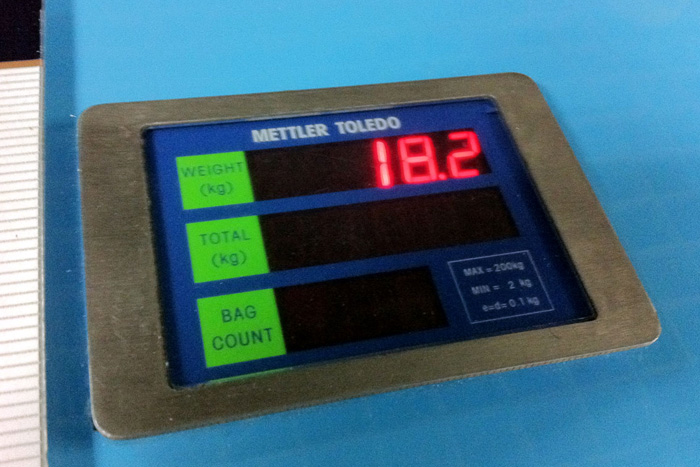 METTLER TOLEDO
WEIGHT
(kg)
18.2
TOTAL
(kg)
BAG
COUNT
MAX = 200kg
MIN = 2 kg
e=d= 0.1 kg